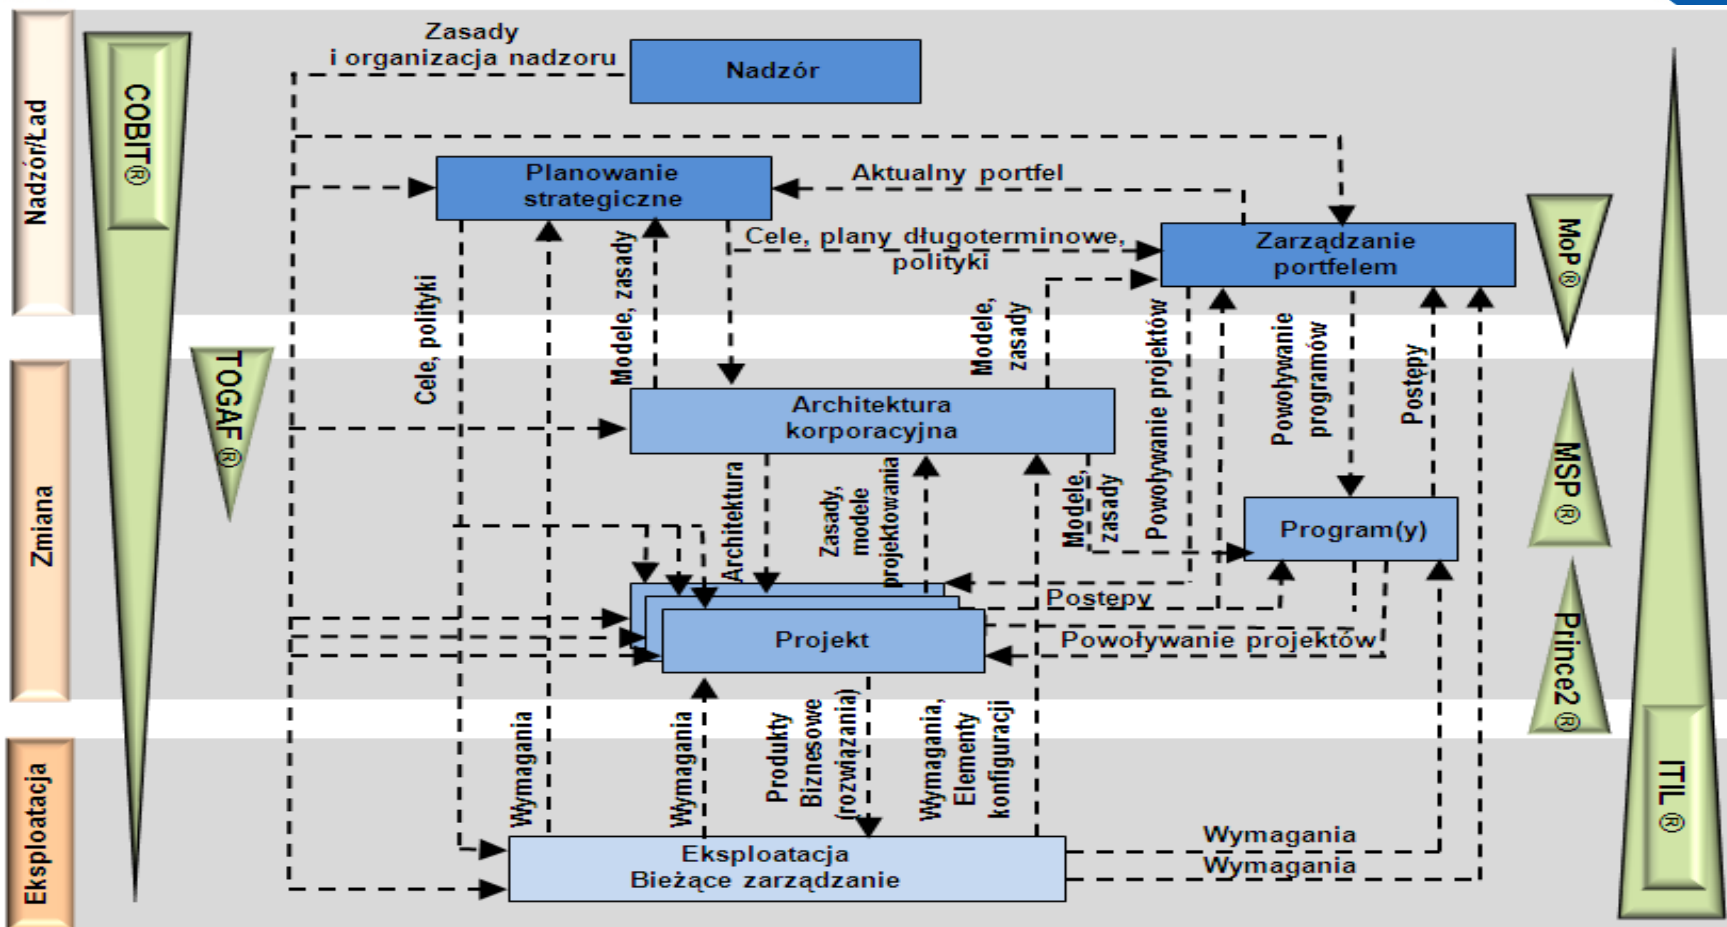 Zasady
i organizacja nadzoru
Nadzór
Nadzór/Ład
COBIT®
Planowanie
strategiczne
Aktualny portfel
Cele, plany długoterminowe,
polityki
Zarządzanie
portfelem
MoP®
Cele, polityki
Modele, zasady
Modele,
zasady
Powoływanie projektów
Powoływanie
programów
Postępy
Zmiana
TOGAF®
Architektura
korporacyjna
MSP®
Architektura
Zasady,
modele
projektowania
Modele,
zasady
Program(y)
Postępy
Powoływanie projektów
Projekt
Prince2®
Wymagania
Wymagania
Produkty
Biznesowe
(rozwiązania)
Wymagania,
Elementy
konfiguracji
Eksploatacja
Eksploatacja
Bieżące zarządzanie
Wymagania
Wymagania
ITIL®